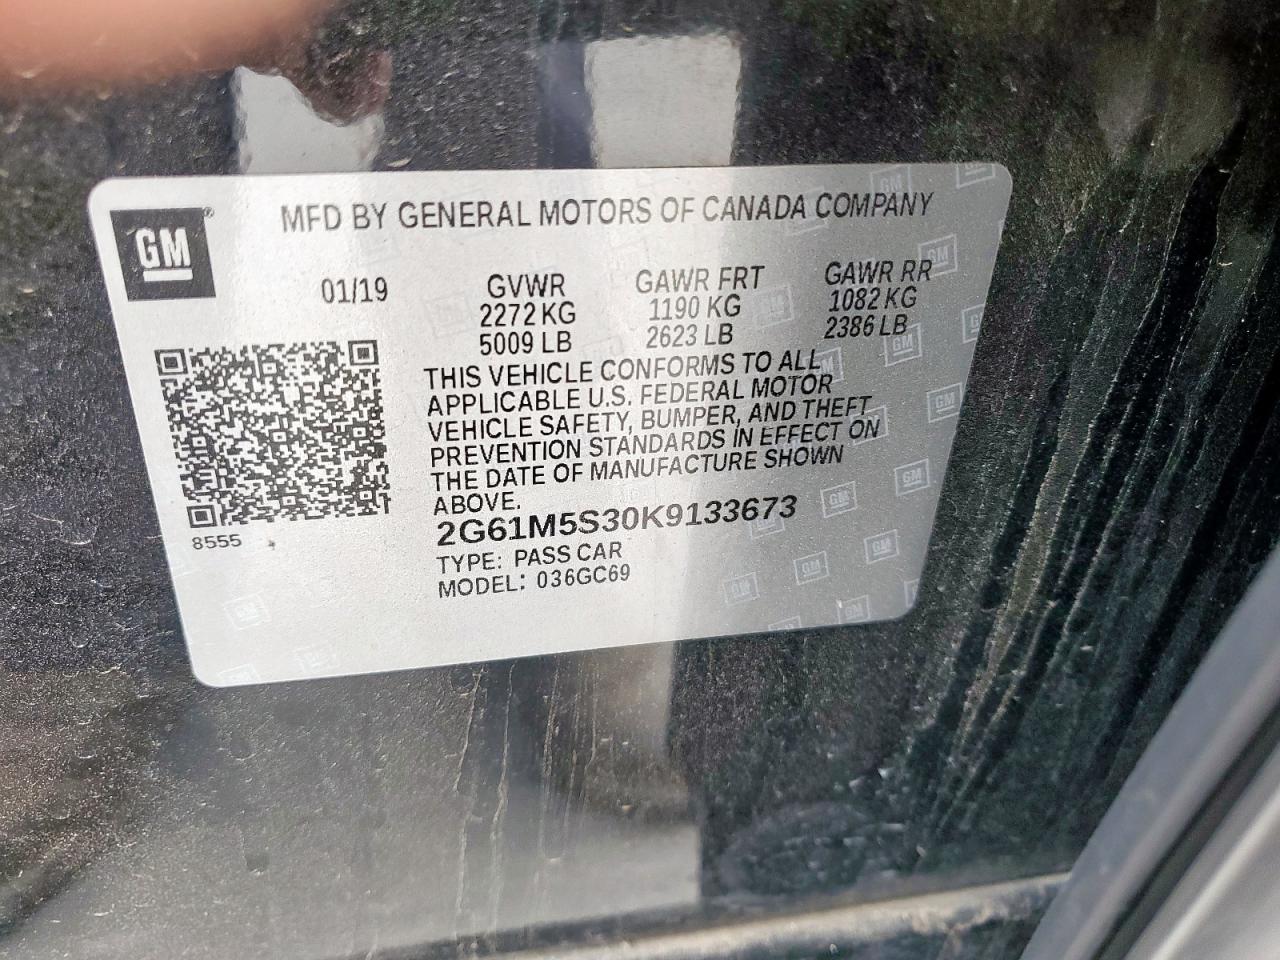 GM
MFD BY GENERAL MOTORS OF CANADA COMPANY
01/19 GVWR GAWR FRT GAWR RR
2272 KG 1190 KG 1082 KG
5009 LB 2623 LB 2386 LB
THIS VEHICLE CONFORMS TO ALL
APPLICABLE U.S. FEDERAL MOTOR
VEHICLE SAFETY, BUMPER, AND THEFT
PREVENTION STANDARDS IN EFFECT ON
THE DATE OF MANUFACTURE SHOWN
ABOVE.
2G61M5S30K9133673
TYPE: PASS CAR
MODEL: 036GC69
8555